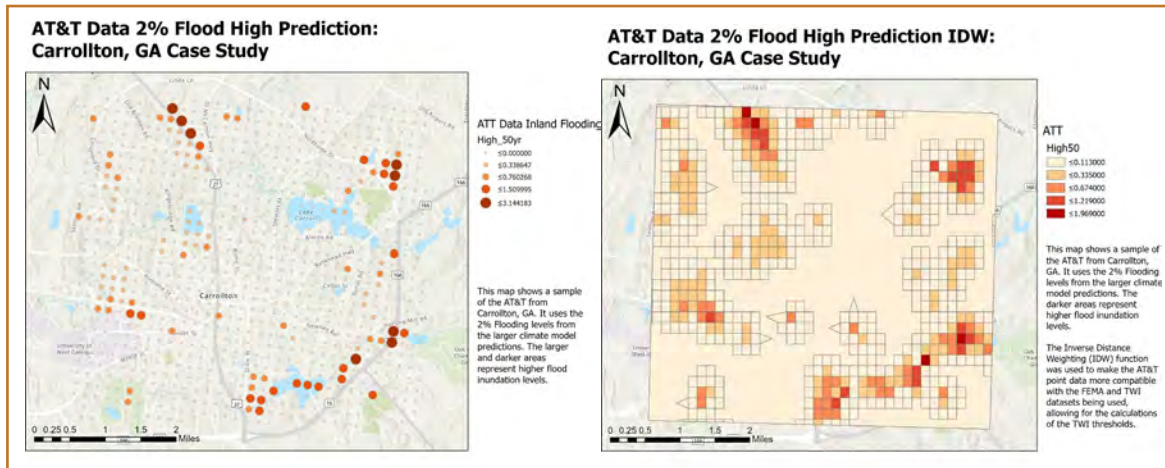 AT&T Data 2% Flood High Prediction:
Carrollton, GA Case Study
N
Carrollton
Lake
University of
27
166
ATT Data Inland Flooding
High_50yr
≤0.000000
≤0.338647
≤0.760268
≤1.509995
≤3.144183
This map shows a sample
of the AT&T from
Carrollton, GA. It uses the
2% Flooding levels from
the larger climate model
predictions. The larger
and darker areas
represent higher flood
inundation levels.
0 0.25 0.5 1 1.5 2
Miles
AT&T Data 2% Flood High Prediction IDW:
Carrollton, GA Case Study
N
ATT
High50
≤0.113000
≤0.335000
≤0.674000
≤1.219000
≤1.969000
This map shows a sample of
the AT&T from Carrollton,
GA. It uses the 2% Flooding
levels from the larger climate
model predictions. The
darker areas represent
higher flood inundation
levels.
The Inverse Distance
Weighting (IDW) function
was used to make the AT&T
point data more compatible
with the FEMA and TWI
datasets being used,
allowing for the calculations
of the TWI thresholds.
0 0.25 0.5 1 1.5 2
Miles